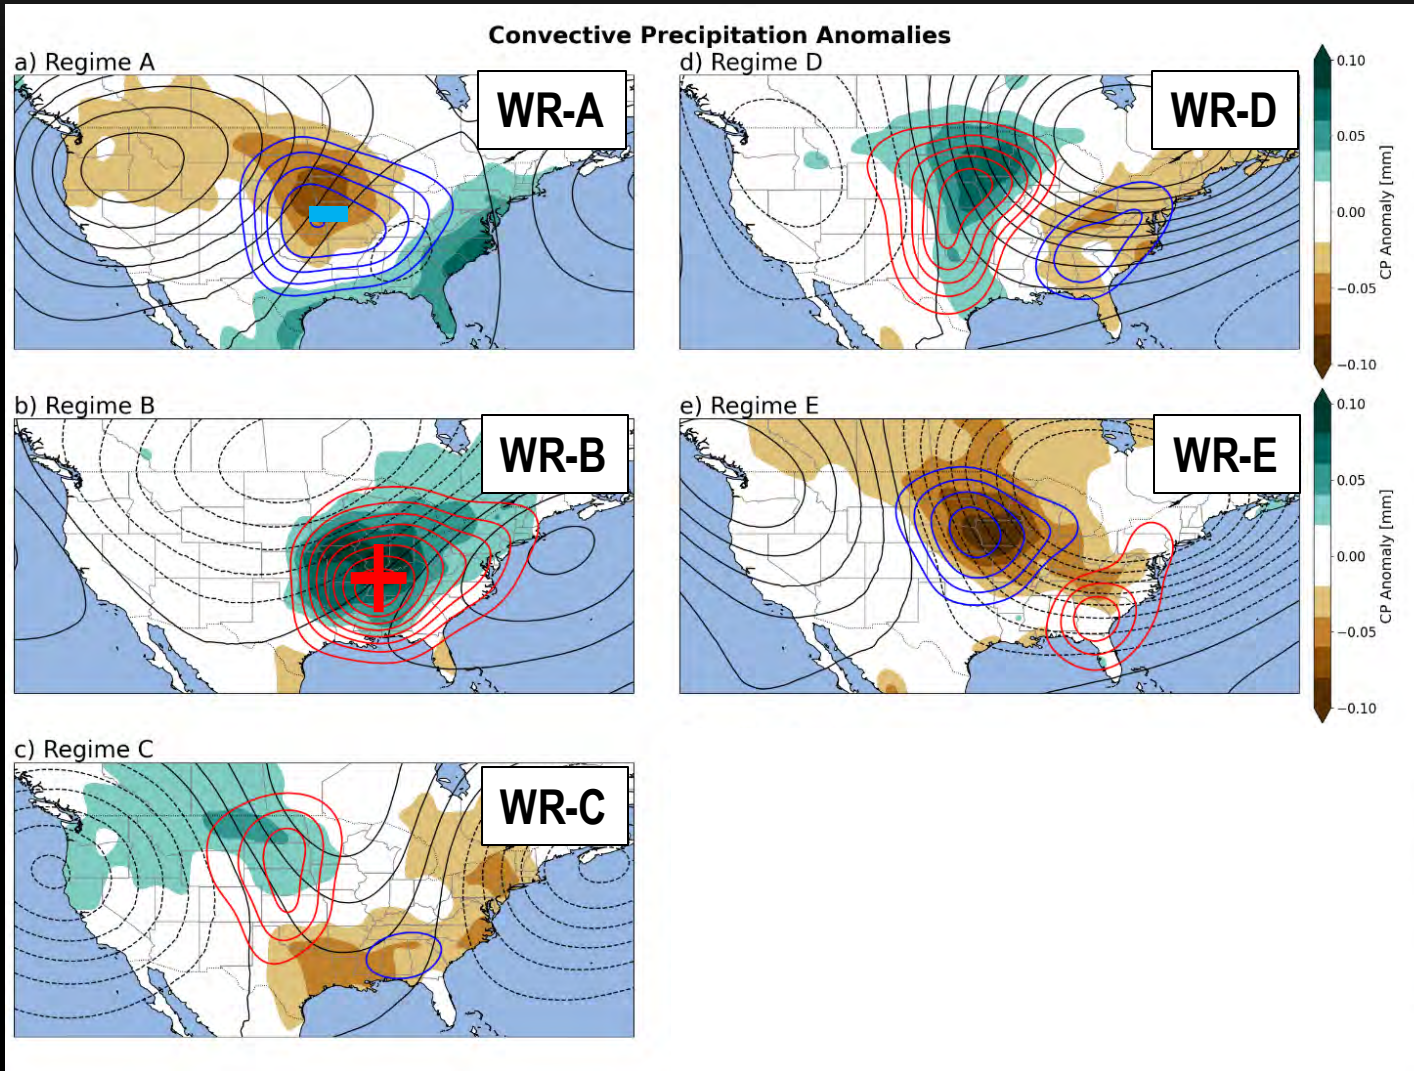 Convective Precipitation Anomalies
a) Regime A
WR-A
d) Regime D
WR-D
0.10
0.05
0.00
−0.05
−0.10
CP Anomaly [mm]
b) Regime B
WR-B
e) Regime E
WR-E
0.10
0.05
0.00
−0.05
−0.10
CP Anomaly [mm]
c) Regime C
WR-C